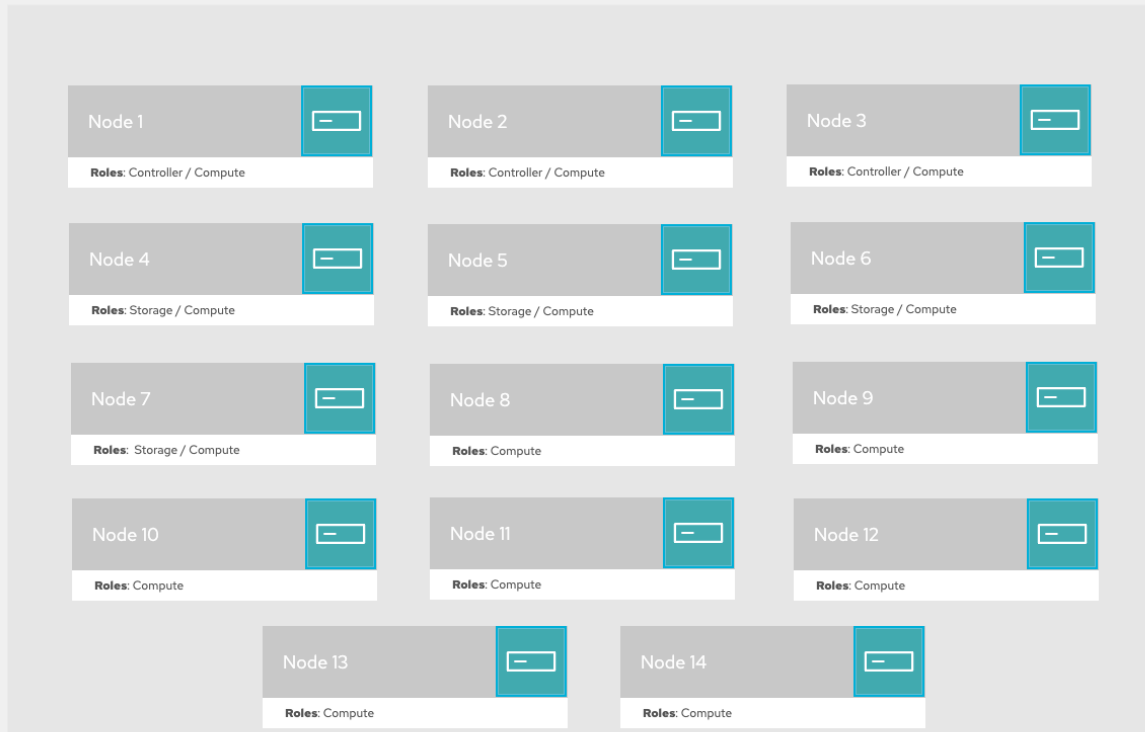 Node 1
Roles: Controller / Compute
Node 2
Roles: Controller / Compute
Node 3
Roles: Controller / Compute
Node 4
Roles: Storage / Compute
Node 5
Roles: Storage / Compute
Node 6
Roles: Storage / Compute
Node 7
Roles: Storage / Compute
Node 8
Roles: Compute
Node 9
Roles: Compute
Node 10
Roles: Compute
Node 11
Roles: Compute
Node 12
Roles: Compute
Node 13
Roles: Compute
Node 14
Roles: Compute